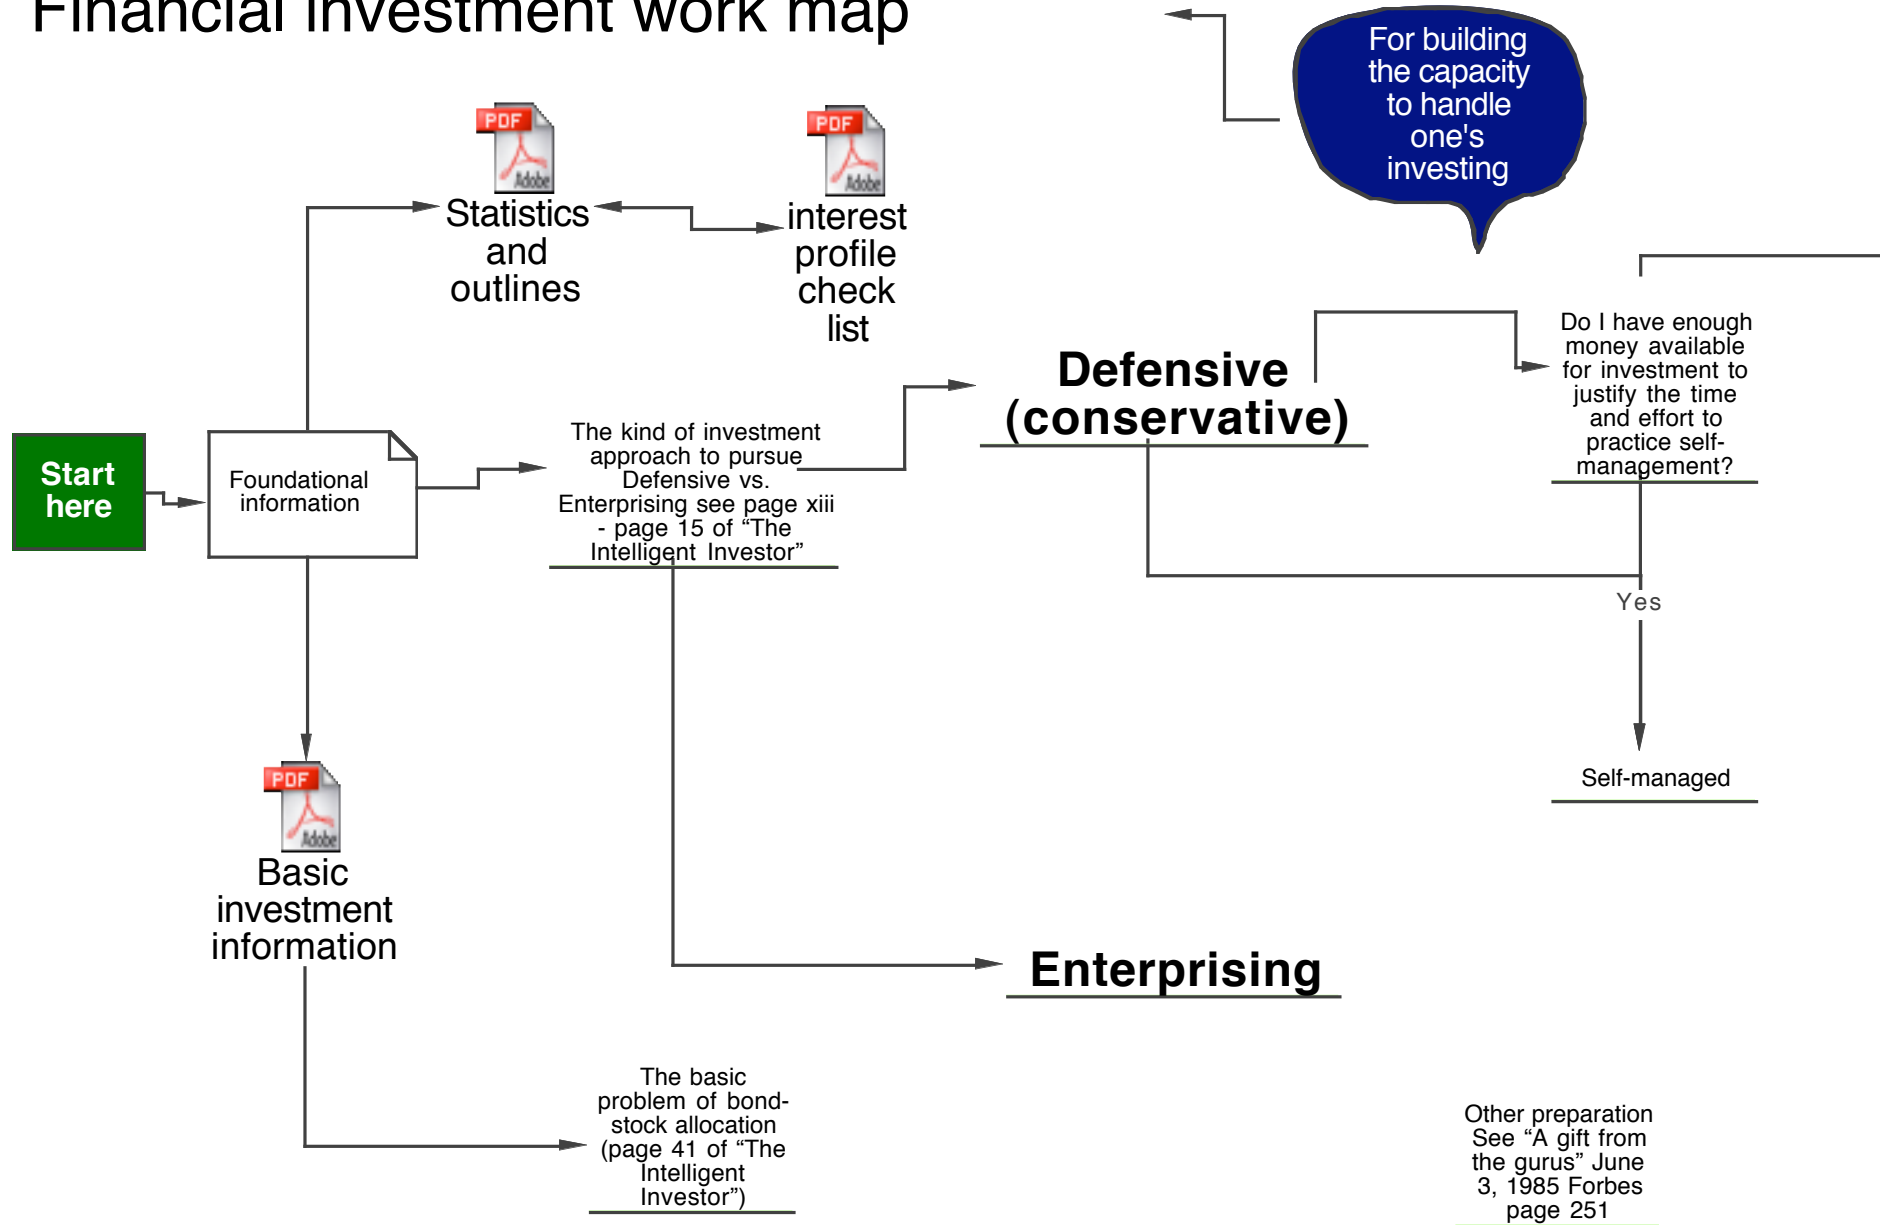 Financial investment work map
For building
the capacity
to handle
one's
investing
PDF
Adobe
Statistics
and
outlines
PDF
Adobe
interest
profile
check
list
Do I have enough
money available
for investment to
justify the time
and effort to
practice self-
management?
Defensive
(conservative)
Start
here
Foundational
information
The kind of investment
approach to pursue
Defensive vs.
Enterprising see page xiii
- page 15 of “The
Intelligent Investor”
Yes
Self-managed
PDF
Adobe
Basic
investment
information
Enterprising
The basic
problem of bond-
stock allocation
(page 41 of “The
Intelligent
Investor”)
Other preparation
See “A gift from
the gurus” June
3, 1985 Forbes
page 251